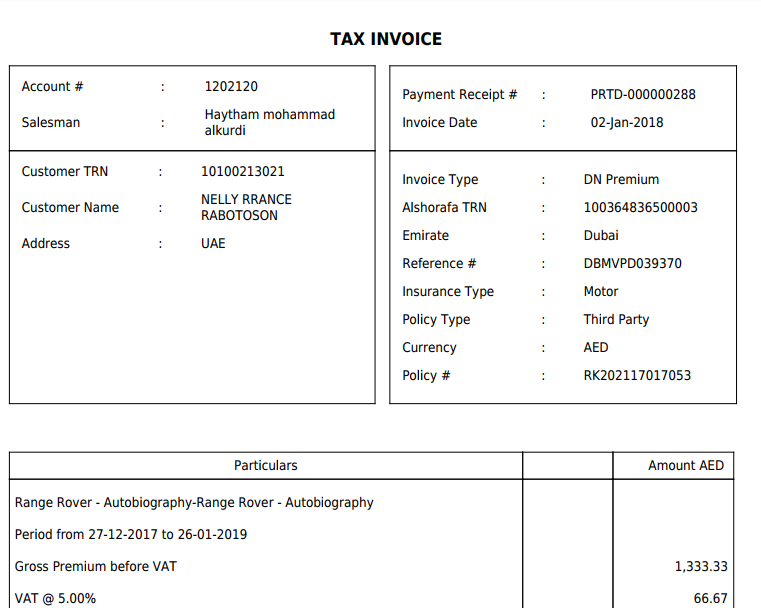 TAX INVOICE
Account # : 1202120
Salesman : Haytham mohammad
alkurdi
Payment Receipt # : PRTD-000000288
Invoice Date : 02-Jan-2018
Customer TRN : 10100213021
Customer Name : NELLY RRANCE
RABOTOSON
Address : UAE
Invoice Type : DN Premium
Alshorafa TRN : 100364836500003
Emirate : Dubai
Reference # : DBMVPD039370
Insurance Type : Motor
Policy Type : Third Party
Currency : AED
Policy # : RK202117017053
Particulars Amount AED
Range Rover - Autobiography-Range Rover - Autobiography
Period from 27-12-2017 to 26-01-2019
Gross Premium before VAT 1,333.33
VAT @ 5.00% 66.67